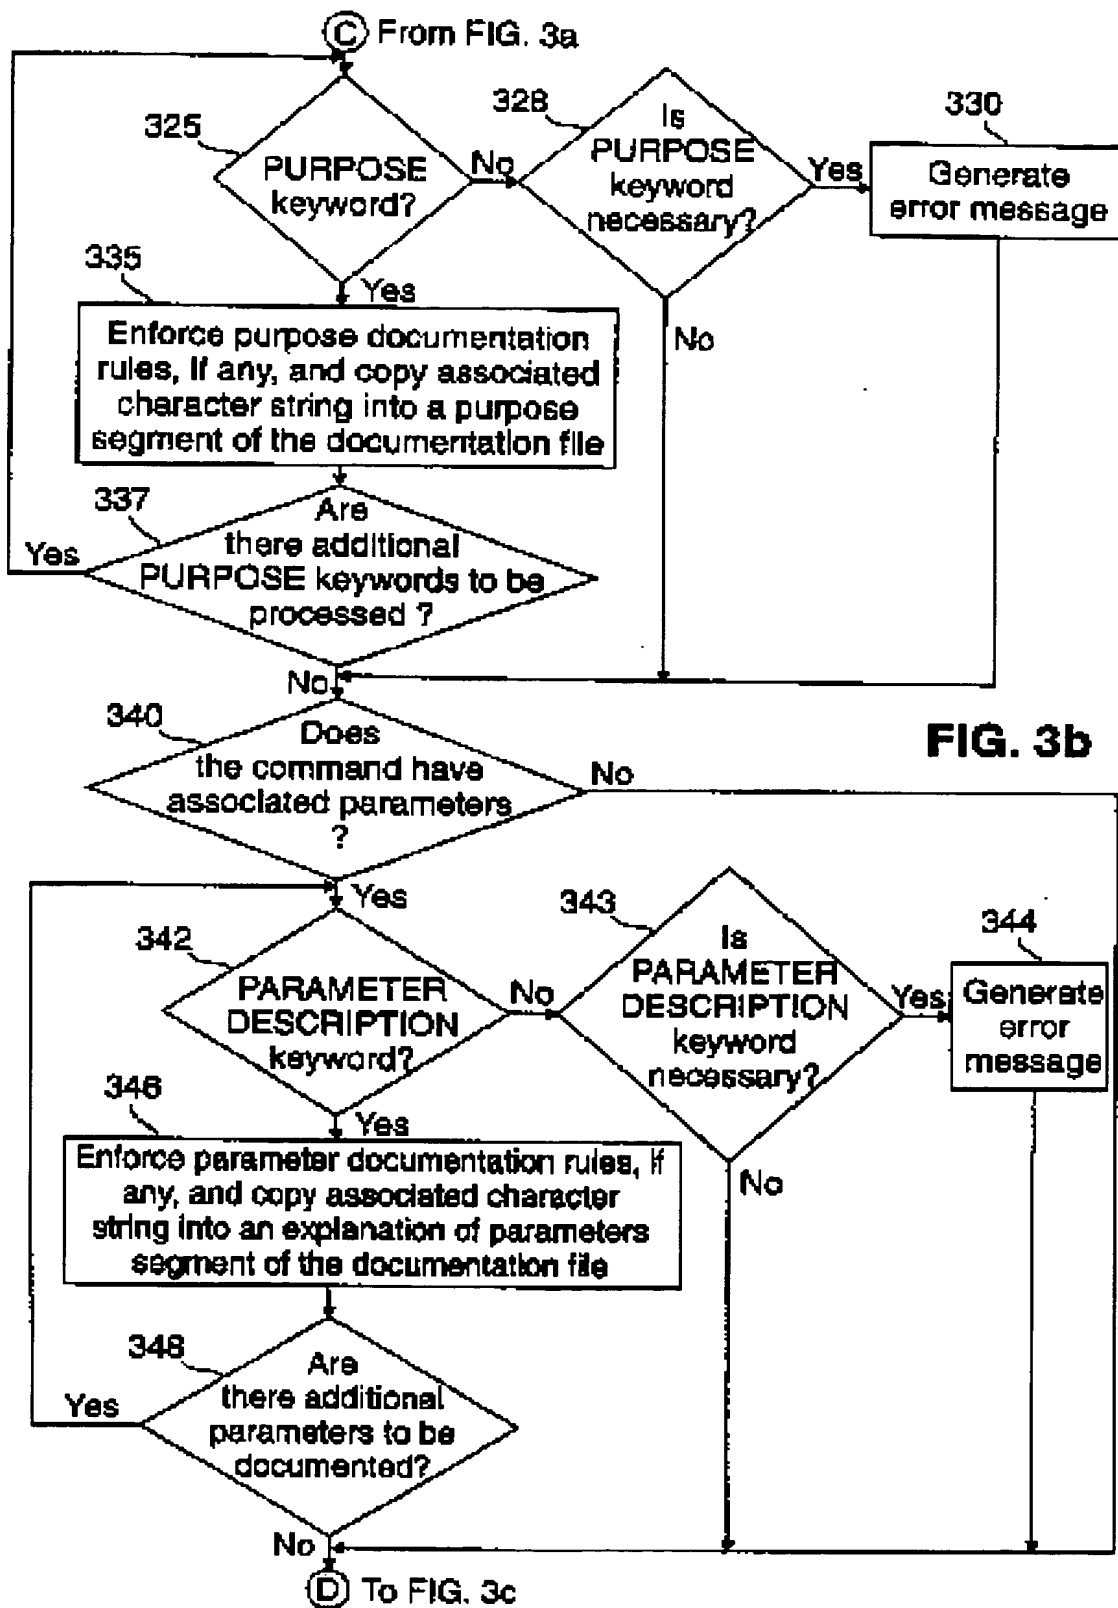 C From FIG. 3a
325
PURPOSE
keyword?
No
328
Is
PURPOSE
keyword
necessary?
Yes
330
Generate
error message
No
335
Yes
Enforce purpose documentation
rules, If any, and copy associated
character string into a purpose
segment of the documentation file
337
Are
there additional
PURPOSE keywords to be
processed ?
Yes
No
340
Does
the command have
associated parameters
?
No
FIG. 3b
Yes
342
PARAMETER
DESCRIPTION
keyword?
No
343
Is
PARAMETER
DESCRIPTION
keyword
necessary?
Yes
344
Generate
error
message
No
346
Yes
Enforce parameter documentation rules, If
any, and copy associated character
string into an explanation of parameters
segment of the documentation file
348
Are
there additional
parameters to be
documented?
Yes
No
D To FIG. 3c